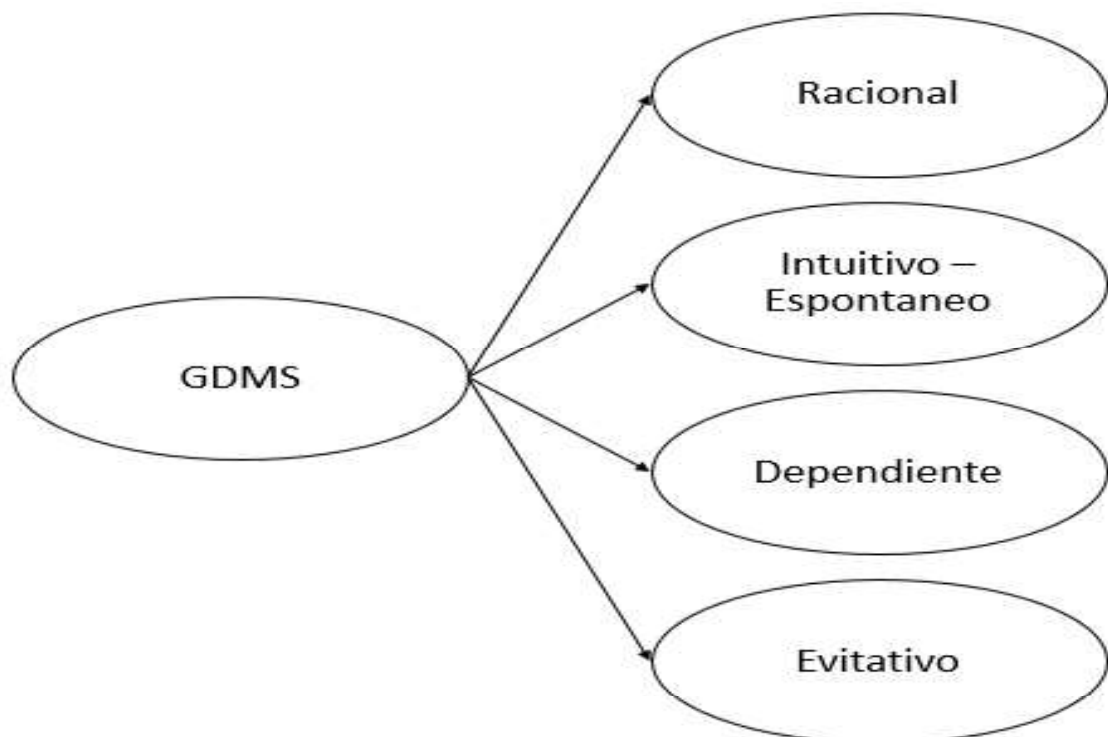 Racional
Intuitivo –
Espontaneo
GDMS
Dependiente
Evitativo